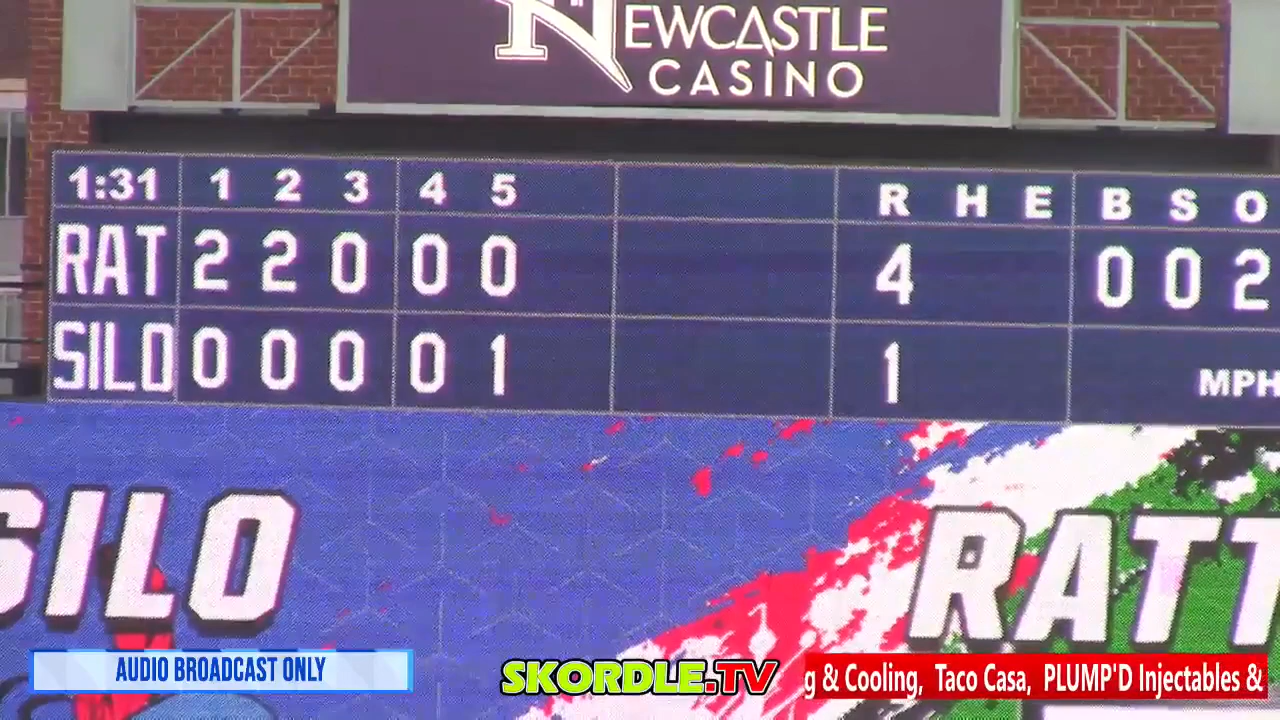 NEWCASTLE
CASINO
1:31 1 2 3 4 5 R H E B S O
RAT 2 2 0 0 0 4 0 0 2
SILO 0 0 0 0 1 1 MPH
SILO
RATT
AUDIO BROADCAST ONLY
SKORDLE.TV
g & Cooling, Taco Casa, PLUMP'D Injectables &